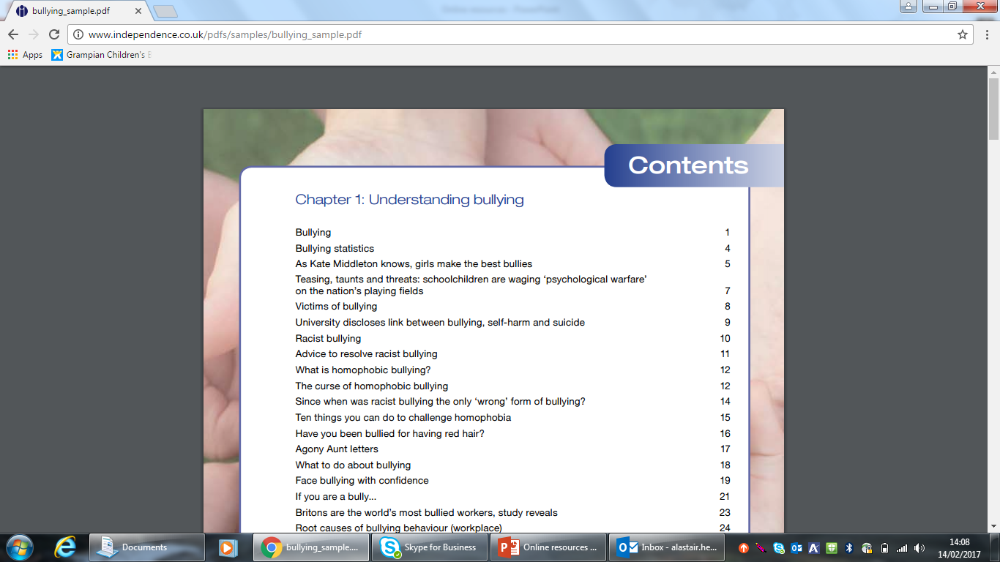 bullying_sample.pdf
www.independence.co.uk/pdfs/samples/bullying_sample.pdf
Apps Grampian Children's
Contents
Chapter 1: Understanding bullying
Bullying 1
Bullying statistics 4
As Kate Middleton knows, girls make the best bullies 5
Teasing, taunts and threats: schoolchildren are waging ‘psychological warfare’
on the nation’s playing fields 7
Victims of bullying 8
University discloses link between bullying, self-harm and suicide 9
Racist bullying 10
Advice to resolve racist bullying 11
What is homophobic bullying? 12
The curse of homophobic bullying 12
Since when was racist bullying the only ‘wrong’ form of bullying? 14
Ten things you can do to challenge homophobia 15
Have you been bullied for having red hair? 16
Agony Aunt letters 17
What to do about bullying 18
Face bullying with confidence 19
If you are a bully... 21
Britons are the world’s most bullied workers, study reveals 23
Root causes of bullying behaviour (workplace) 24
Documents bullying_sample.... Skype for Business Online resources ... Inbox - alastair.he... 14:08
14/02/2017